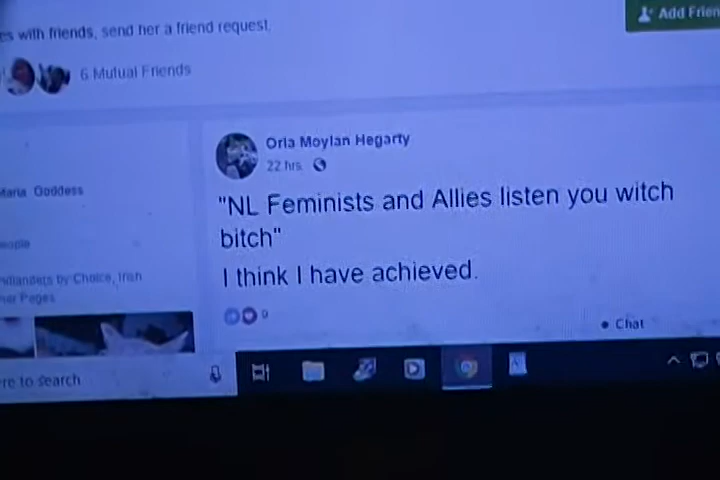 es with friends, send her a friend request.
Add Frien
6 Mutual Friends
Orla Moylan Hegarty
22 hrs
"NL Feminists and Allies listen you witch
bitch"
I think I have achieved.
9
Maria Goddess
eople
by Choice, Irish
her Pages
Chat
re to search